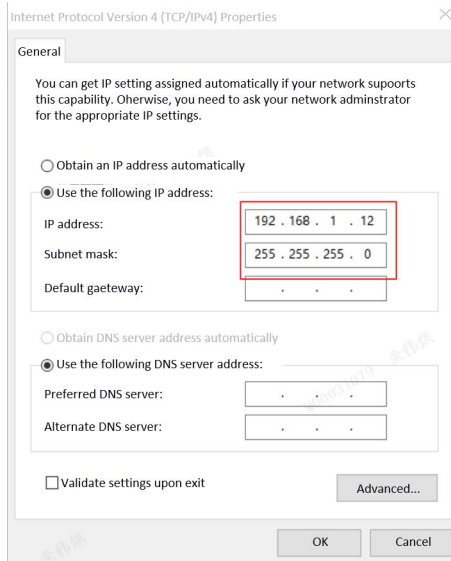 Internet Protocol Version 4 (TCP/IPv4) Properties
General
You can get IP setting assigned automatically if your network supoorts
this capability. Oherwise, you need to ask your network adminstrator
for the appropriate IP settings.
Obtain an IP address automatically
Use the following IP address:
IP address: 192 . 168 . 1 . 12
Subnet mask: 255 . 255 . 255 . 0
Default gaeteway: . . .
Obtain DNS server address automatically
Use the following DNS server address:
Preferred DNS server: . . .
Alternate DNS server: . . .
Validate settings upon exit
Advanced...
OK Cancel